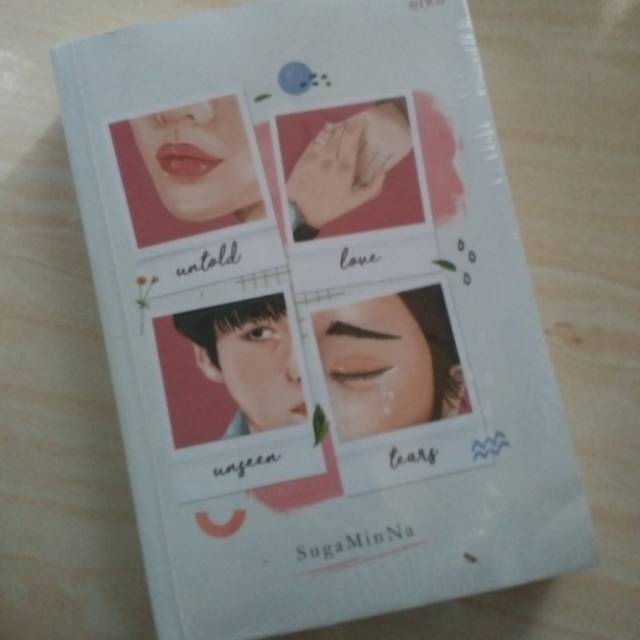 untold
love
unseen
tears
SugaMinNa